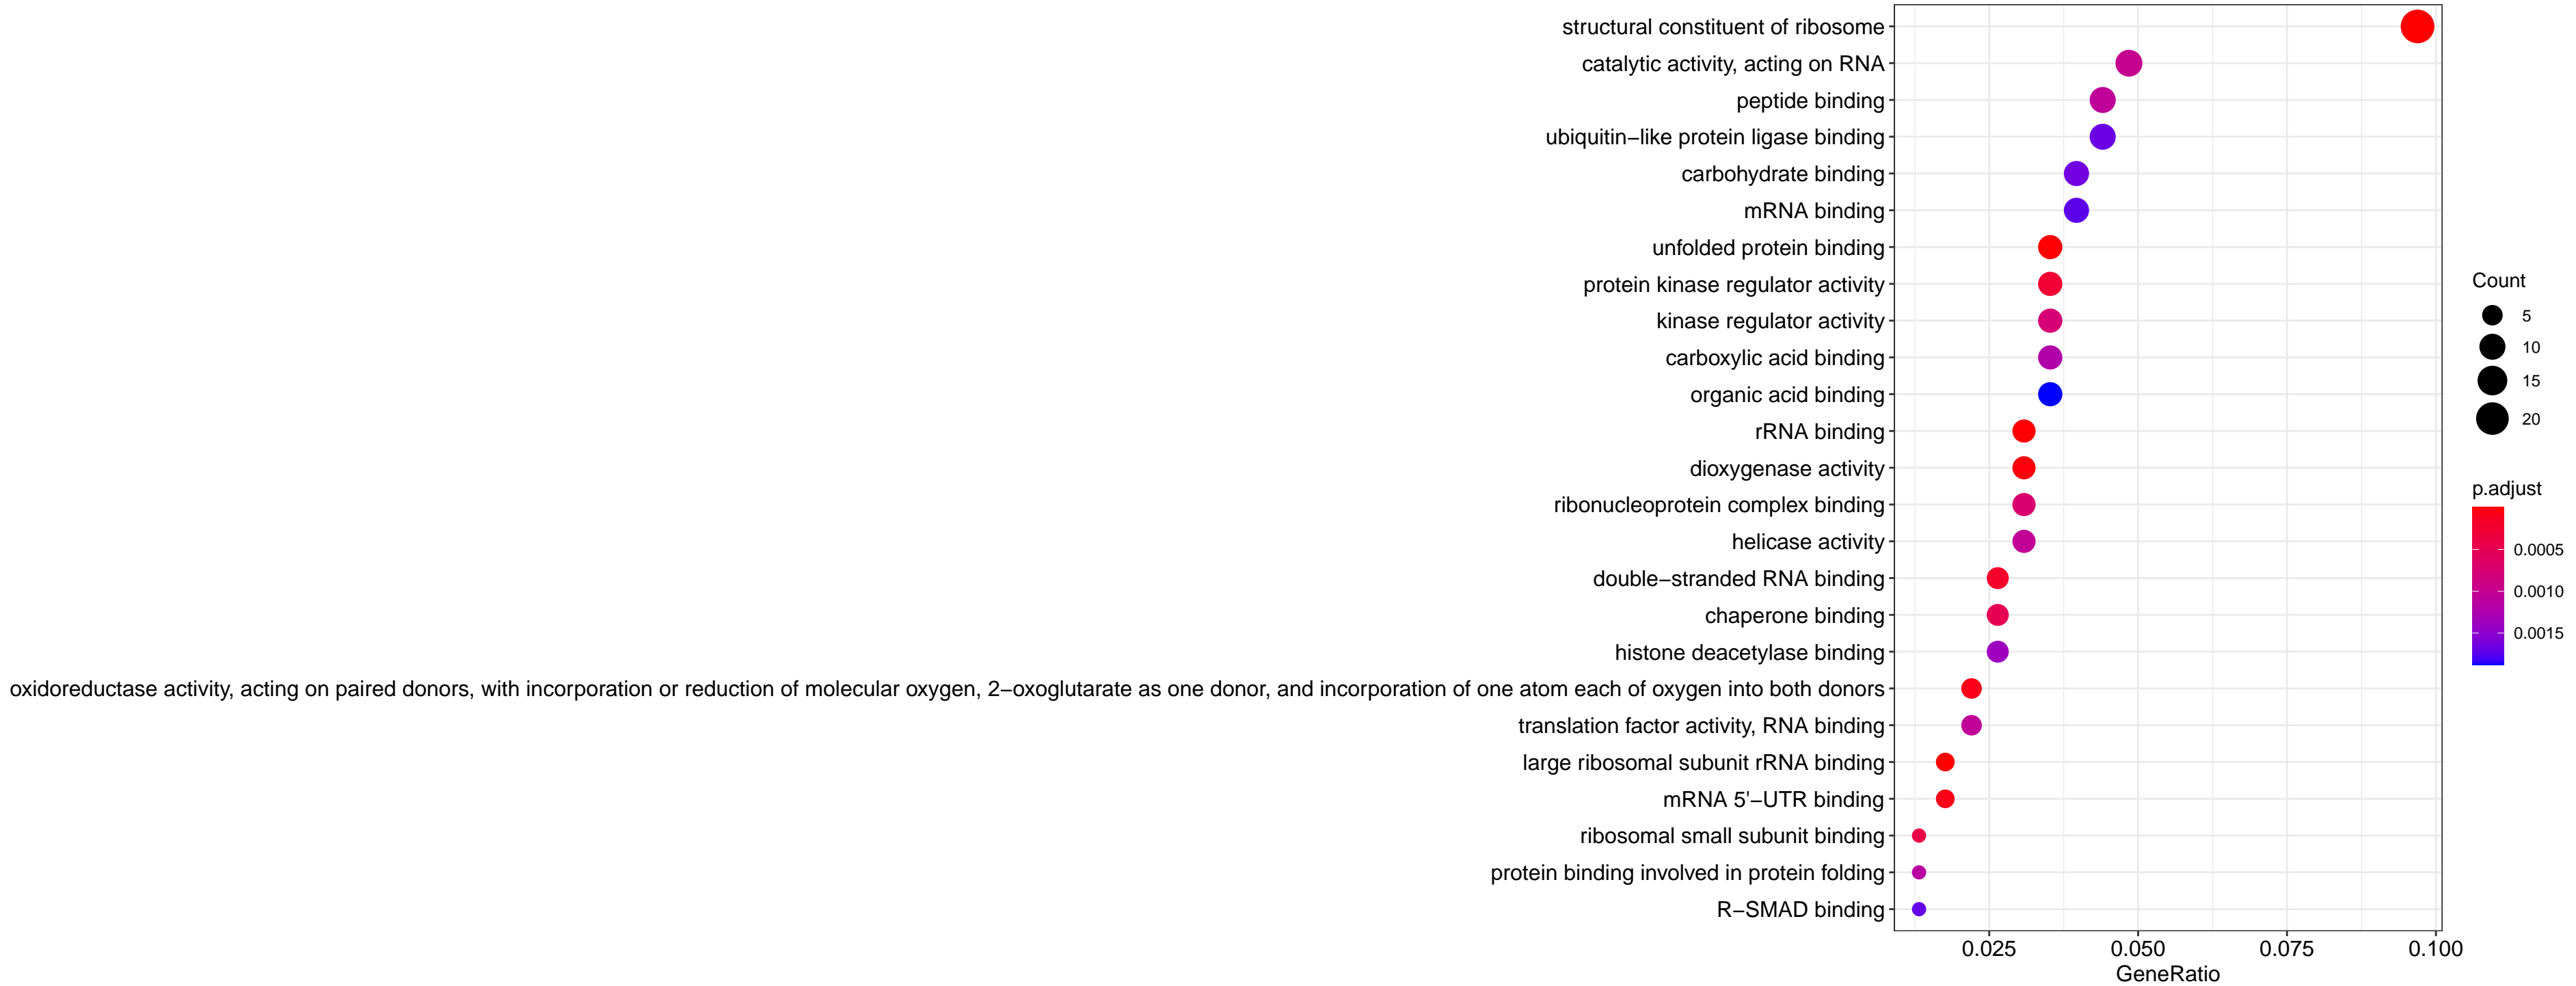 structural constituent of ribosome
catalytic activity, acting on RNA
peptide binding
ubiquitin−like protein ligase binding
carbohydrate binding
mRNA binding
unfolded protein binding
protein kinase regulator activity
kinase regulator activity
carboxylic acid binding
organic acid binding
rRNA binding
dioxygenase activity
ribonucleoprotein complex binding
helicase activity
double−stranded RNA binding
chaperone binding
histone deacetylase binding
oxidoreductase activity, acting on paired donors, with incorporation or reduction of molecular oxygen, 2−oxoglutarate as one donor, and incorporation of one atom each of oxygen into both donors
translation factor activity, RNA binding
large ribosomal subunit rRNA binding
mRNA 5'−UTR binding
ribosomal small subunit binding
protein binding involved in protein folding
R−SMAD binding
0.025 0.050 0.075 0.100
GeneRatio
Count
5
10
15
20
p.adjust
0.0005
0.0010
0.0015